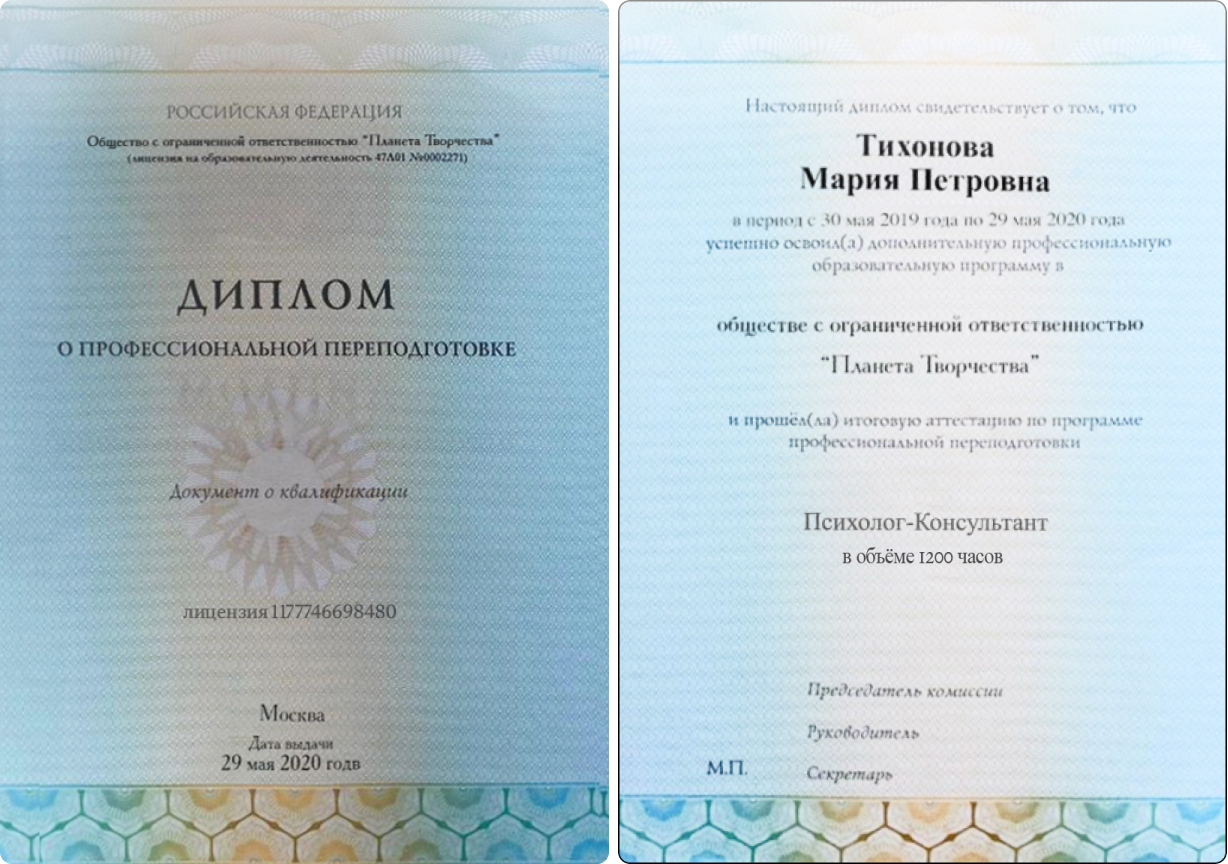 РОССИЙСКАЯ ФЕДЕРАЦИЯ
Общество с ограниченной ответственностью “Планета Творчества”
(лицензия на образовательную деятельность 47Л01 №0002271)
ДИПЛОМ
О ПРОФЕССИОНАЛЬНОЙ ПЕРЕПОДГОТОВКЕ
Документ о квалификации
лицензия 1177746698480
Москва
Дата выдачи
29 мая 2020 годв
Настоящий диплом свидетельствует о том, что
Тихонова
Мария Петровна
в период с 30 мая 2019 года по 29 мая 2020 года
успешно освоил(а) дополнительную профессиональную
образовательную программу в
обществе с ограниченной ответственностью
“Планета Творчества”
и прошёл(ла) итоговую аттестацию по программе
профессиональной переподготовки
Психолог-Консультант
в объёме 1200 часов
Председатель комиссии
Руководитель
М.П.
Секретарь